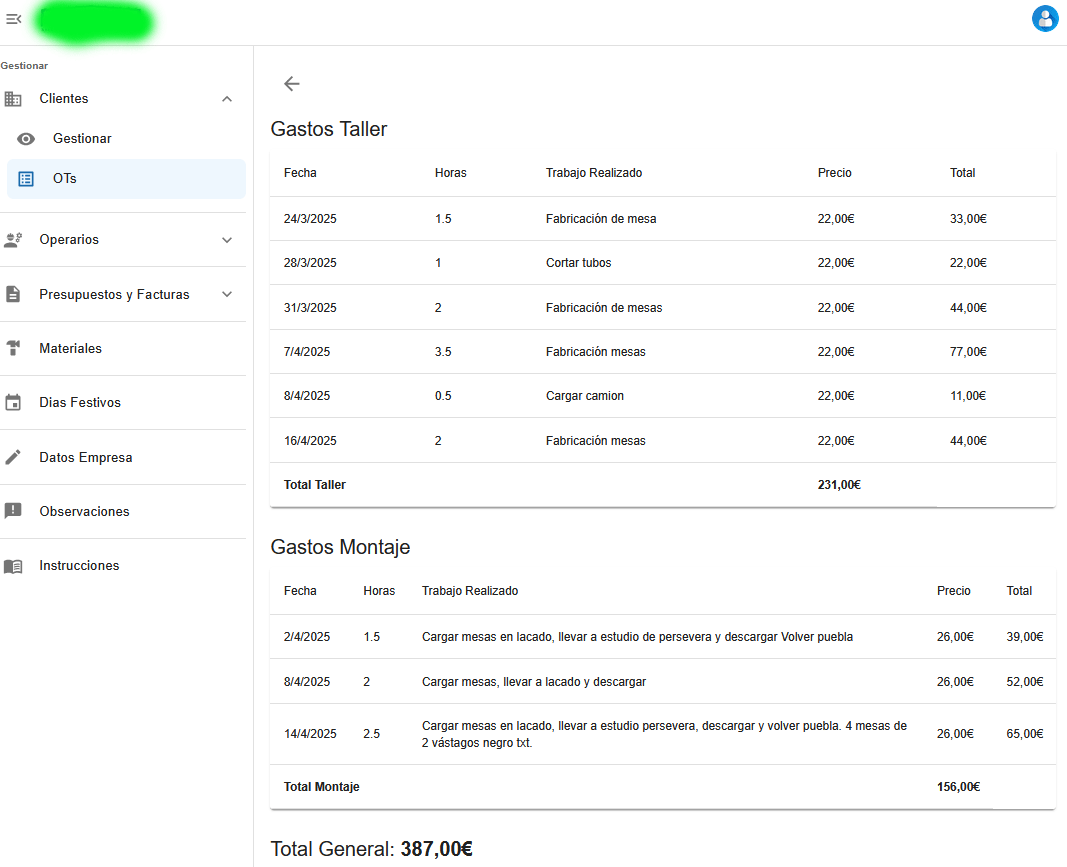 Gestionar
Clientes
Gestionar
OTs
Operarios
Presupuestos y Facturas
Materiales
Dias Festivos
Datos Empresa
Observaciones
Instrucciones
Gastos Taller
Fecha Horas Trabajo Realizado Precio Total
24/3/2025 1.5 Fabricación de mesa 22,00€ 33,00€
28/3/2025 1 Cortar tubos 22,00€ 22,00€
31/3/2025 2 Fabricación de mesas 22,00€ 44,00€
7/4/2025 3.5 Fabricación mesas 22,00€ 77,00€
8/4/2025 0.5 Cargar camion 22,00€ 11,00€
16/4/2025 2 Fabricación mesas 22,00€ 44,00€
Total Taller 231,00€
Gastos Montaje
Fecha Horas Trabajo Realizado Precio Total
2/4/2025 1.5 Cargar mesas en lacado, llevar a estudio de persevera y descargar Volver puebla 26,00€ 39,00€
8/4/2025 2 Cargar mesas, llevar a lacado y descargar 26,00€ 52,00€
14/4/2025 2.5 Cargar mesas en lacado, llevar a estudio persevera, descargar y volver puebla. 4 mesas de 26,00€ 65,00€
2 vástagos negro txt.
Total Montaje 156,00€
Total General: 387,00€